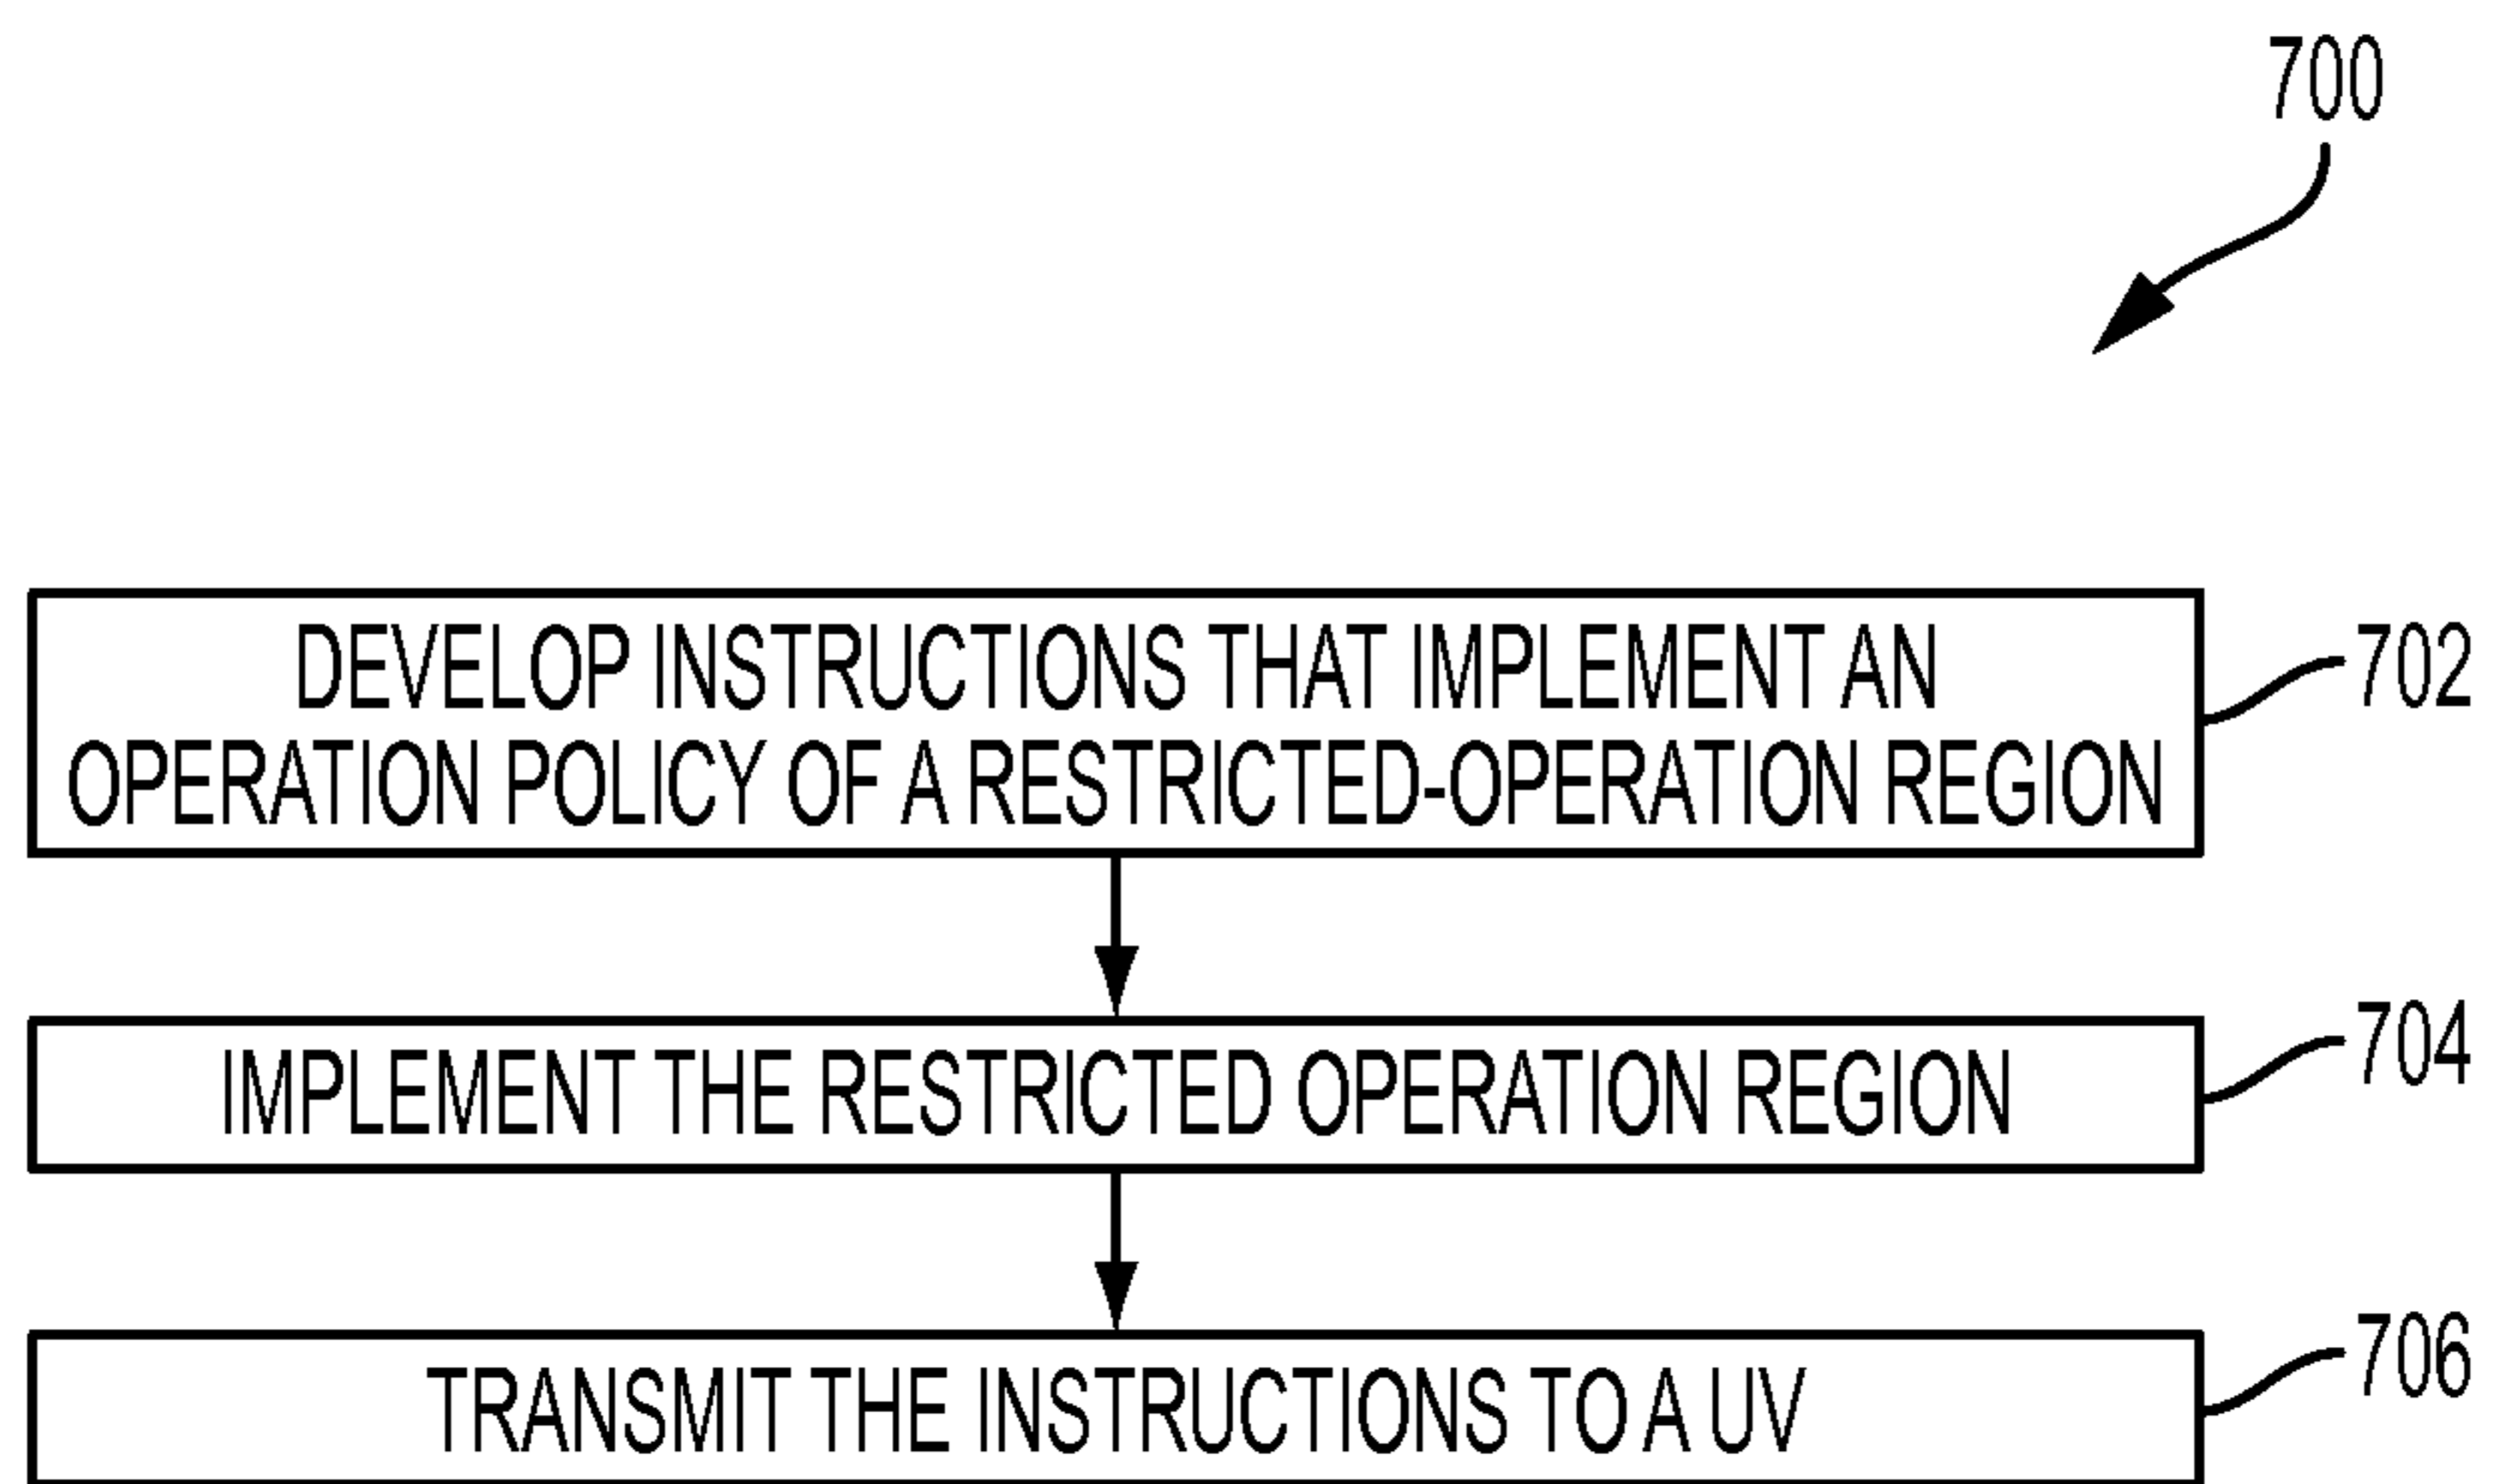 700
DEVELOP INSTRUCTIONS THAT IMPLEMENT AN
OPERATION POLICY OF A RESTRICTED-OPERATION REGION
702
IMPLEMENT THE RESTRICTED OPERATION REGION
704
TRANSMIT THE INSTRUCTIONS TO A UV
706